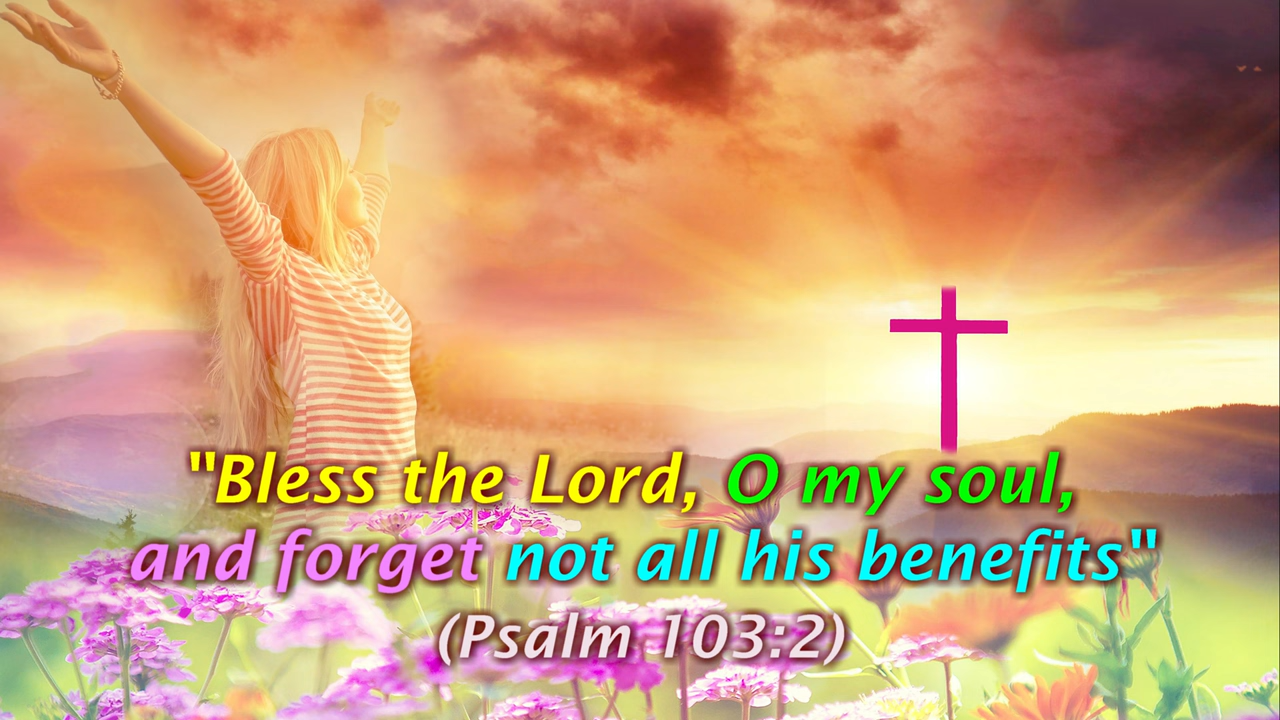 "Bless the Lord, O my soul,
and forget not all his benefits"
(Psalm 103:2)